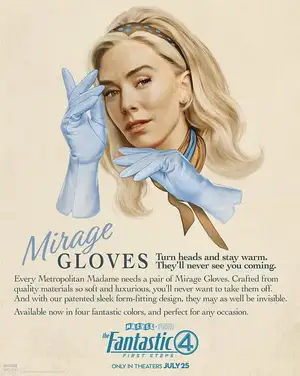 Mirage
GLOVES
Turn heads and stay warm.
They'll never see you coming.
Every Metropolitan Madame needs a pair of Mirage Gloves. Crafted from
quality materials so soft and luxurious, you'll never want to take them off.
And with our patented sleek form-fitting design, they may as well be invisible.
Available now in four fantastic colors, and perfect for any occasion.
the
Fantastic 4
FIRST STEPS
ONLY IN THEATERS JULY 25